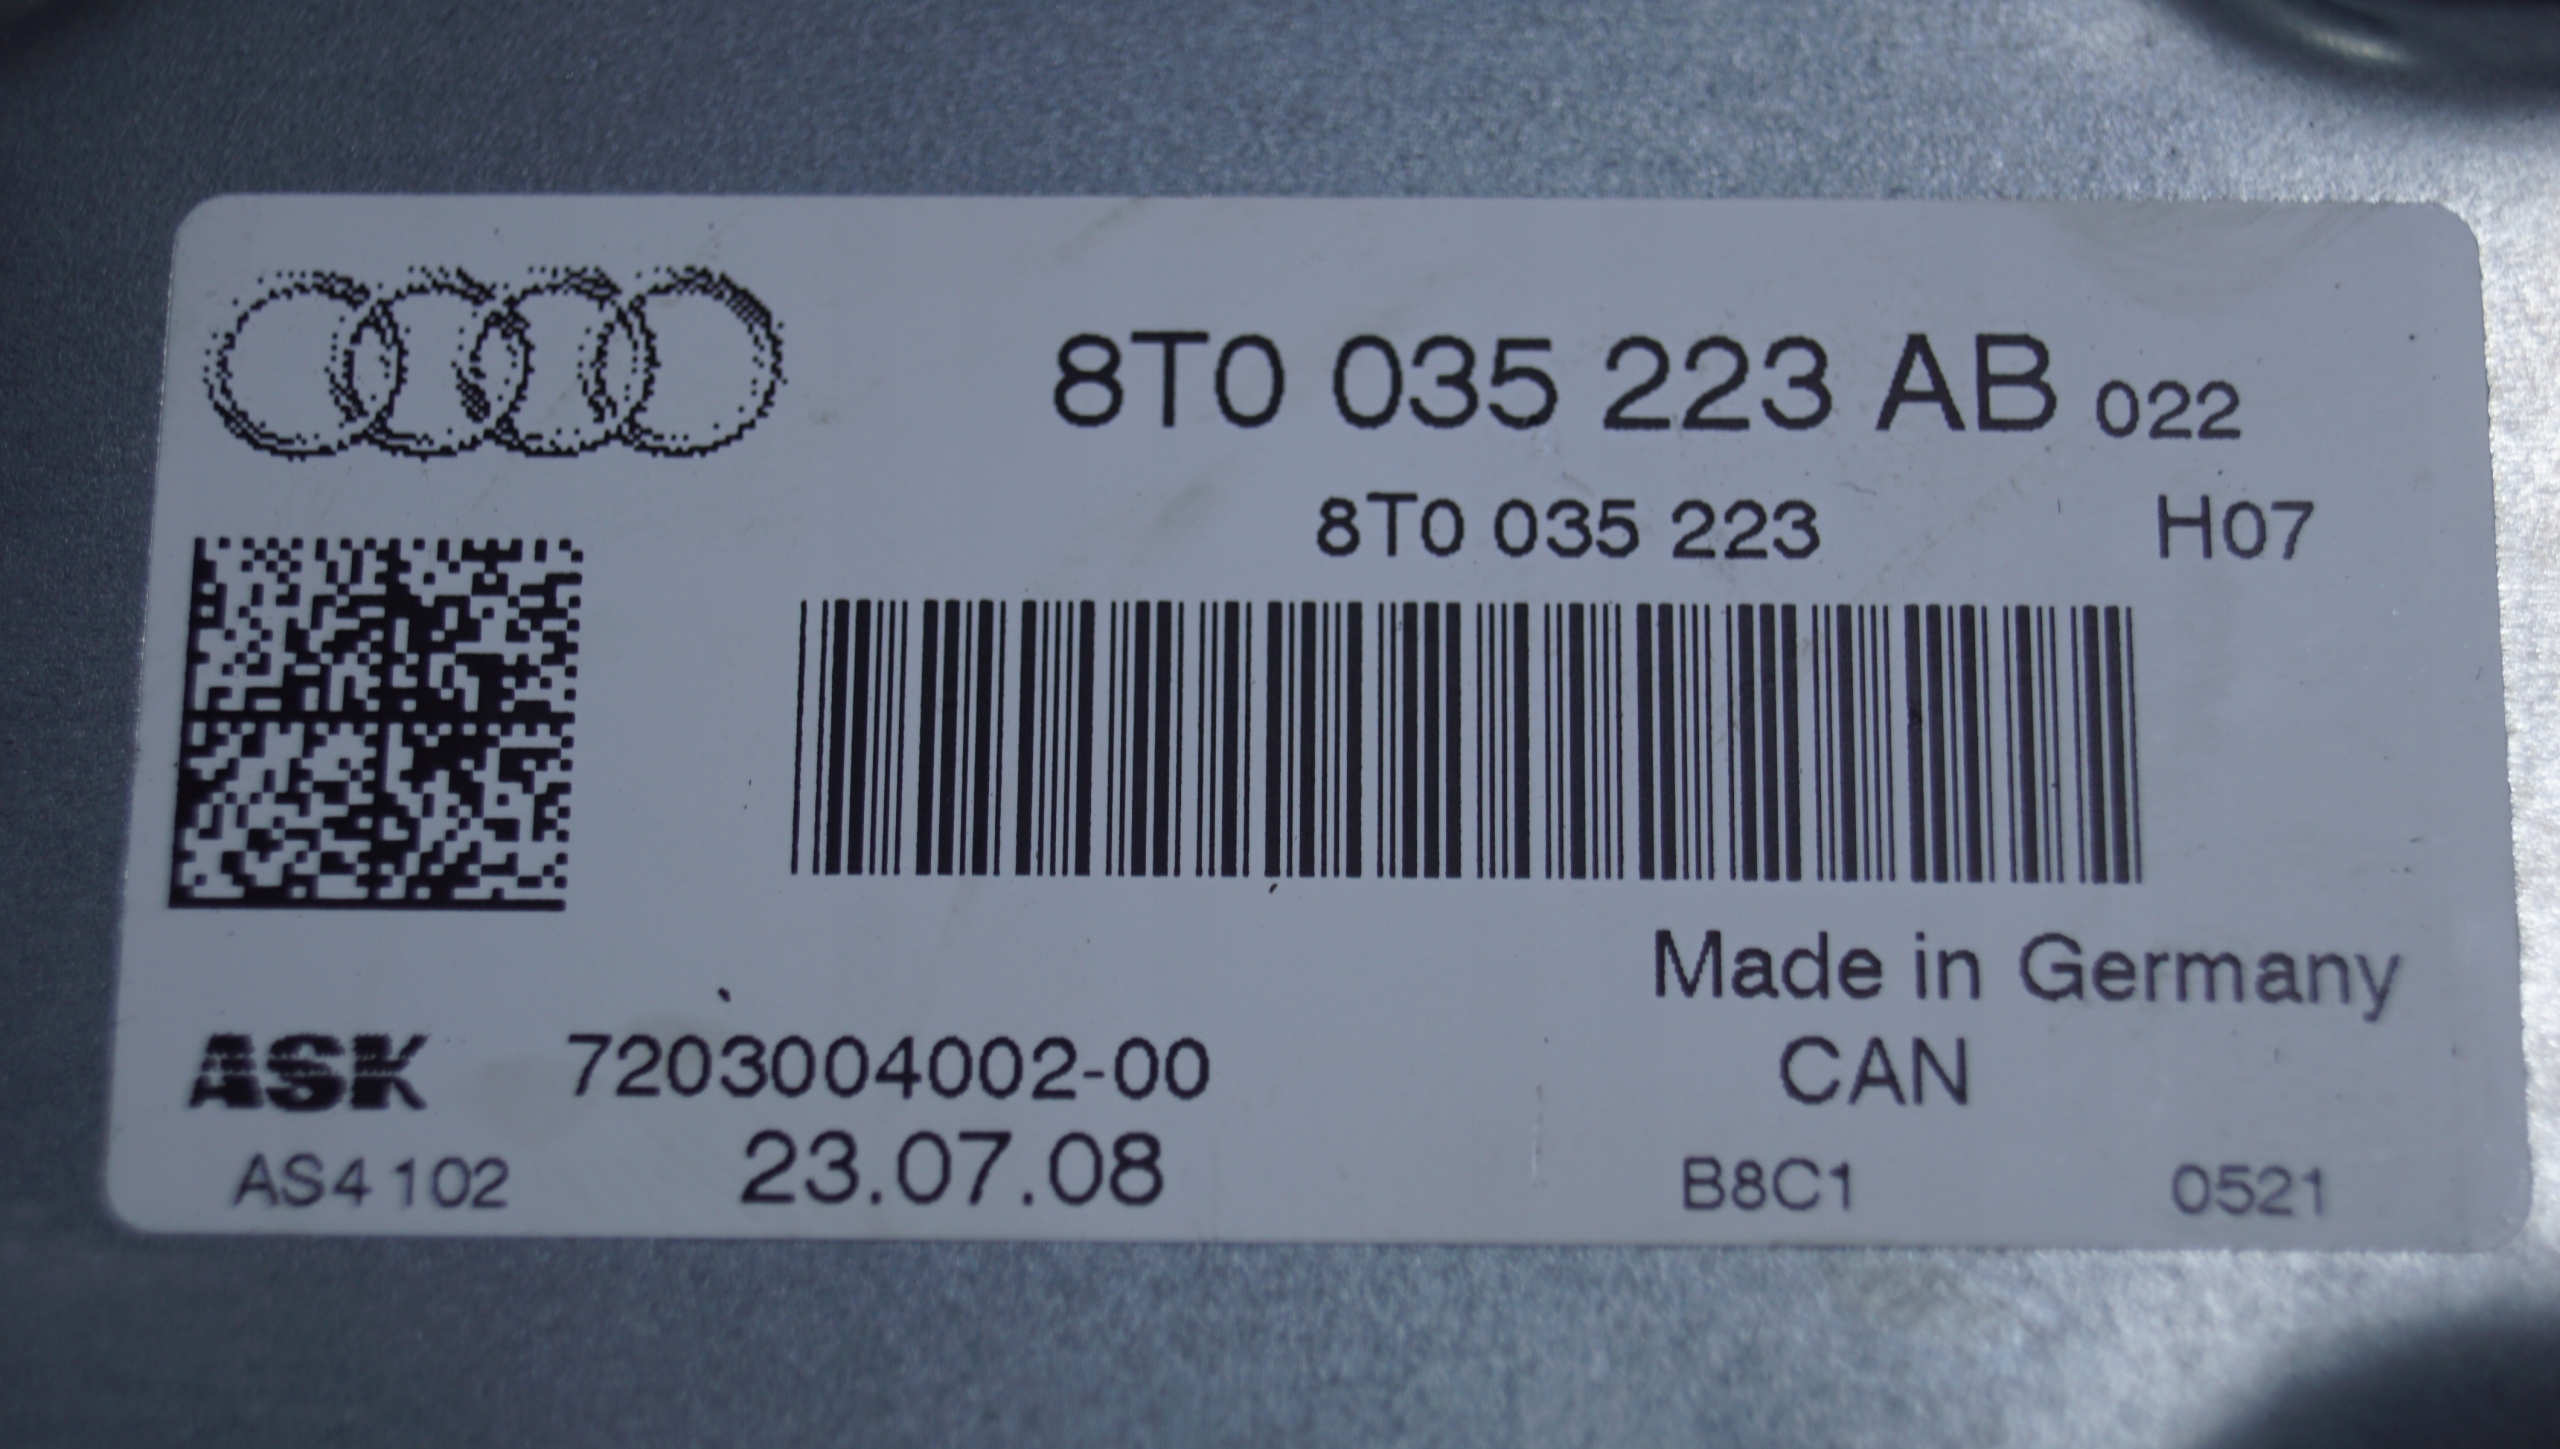 8T0 035 223 AB 022
8T0 035 223 H07
Made in Germany
ASK 7203004002-00 CAN
AS4 102 23.07.08 B8C1 0521